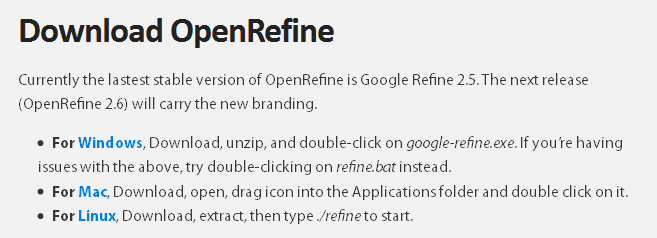 Download OpenRefine
Currently the lastest stable version of OpenRefine is Google Refine 2.5. The next release
(OpenRefine 2.6) will carry the new branding.
• For Windows, Download, unzip, and double-click on google-refine.exe. If you're having
issues with the above, try double-clicking on refine.bat instead.
• For Mac, Download, open, drag icon into the Applications folder and double click on it.
• For Linux, Download, extract, then type ./refine to start.